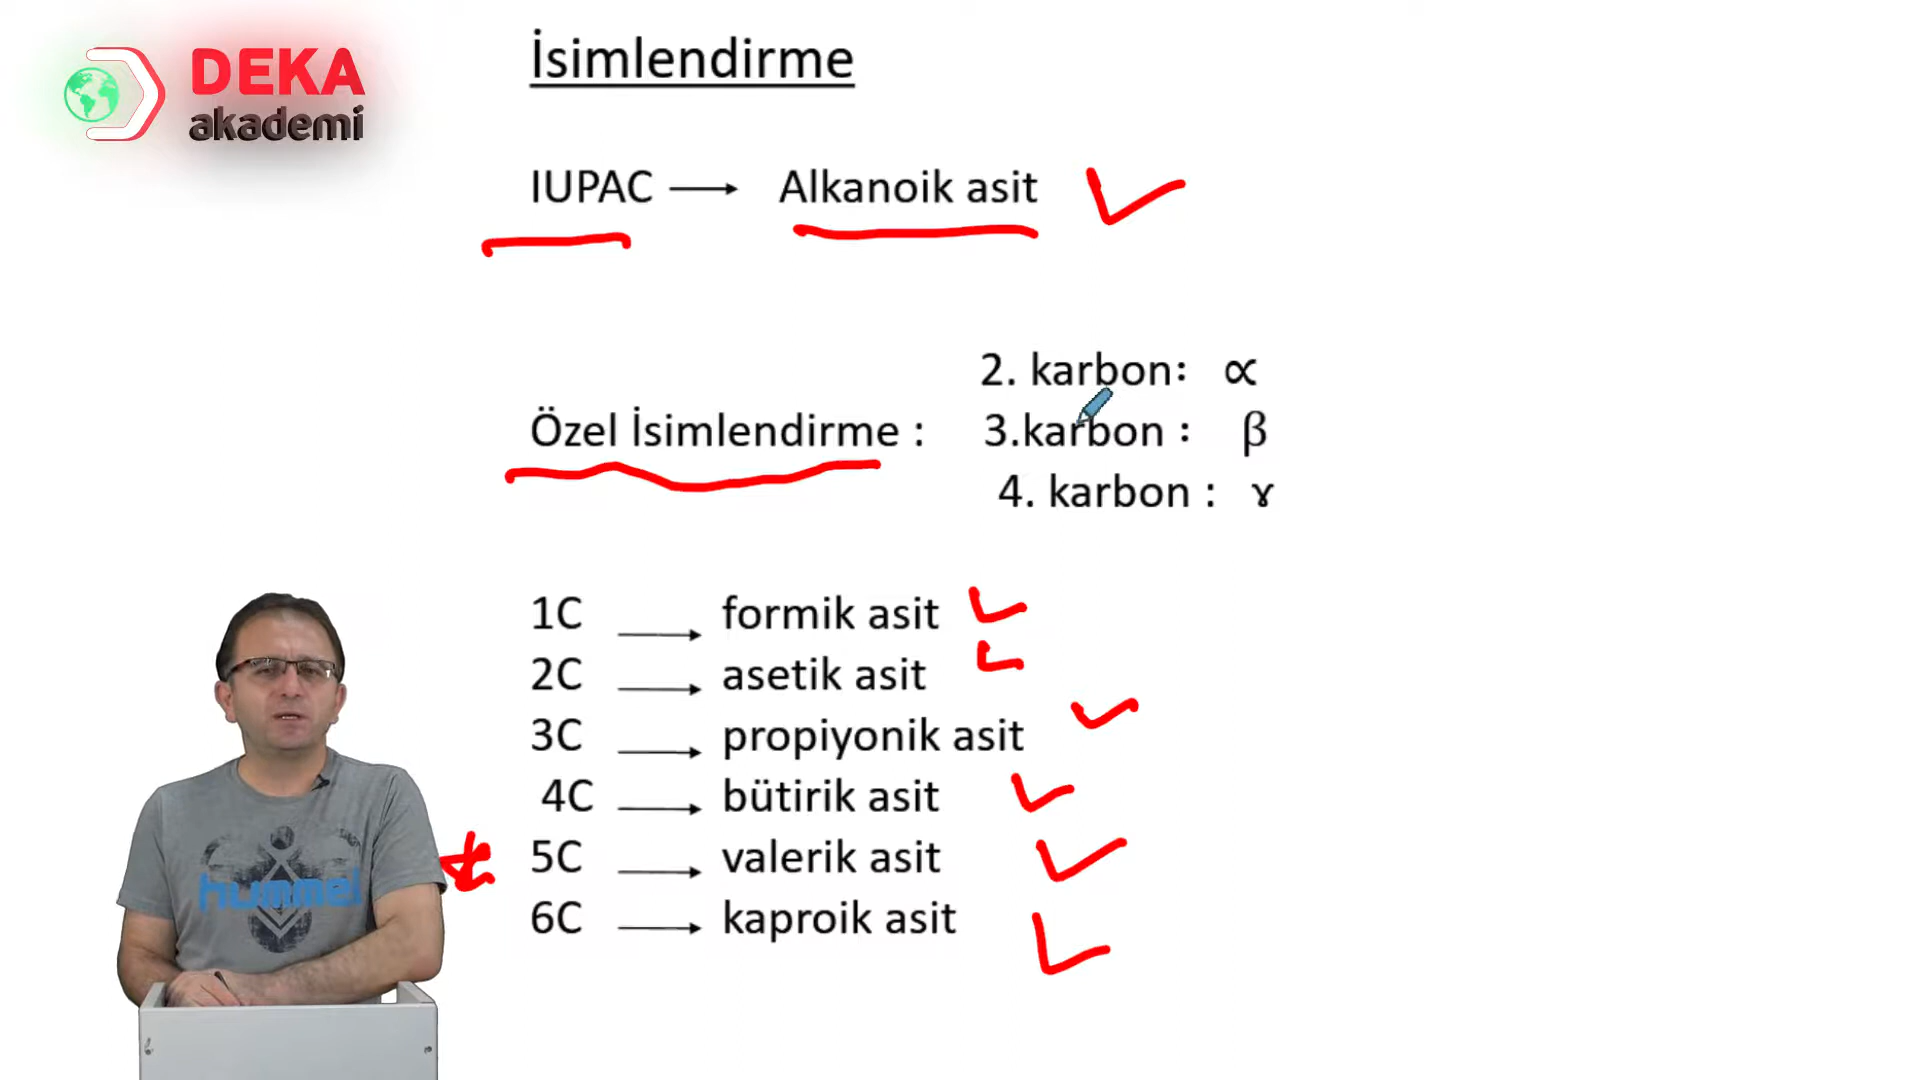 DEKA
akademi
İsimlendirme
IUPAC → Alkanoik asit
2. karbon: ∝
Özel İsimlendirme : 3.karbon : β
4. karbon : ɤ
1C → formik asit
2C → asetik asit
3C → propiyonik asit
4C → bütirik asit
5C → valerik asit
6C → kaproik asit
hummel